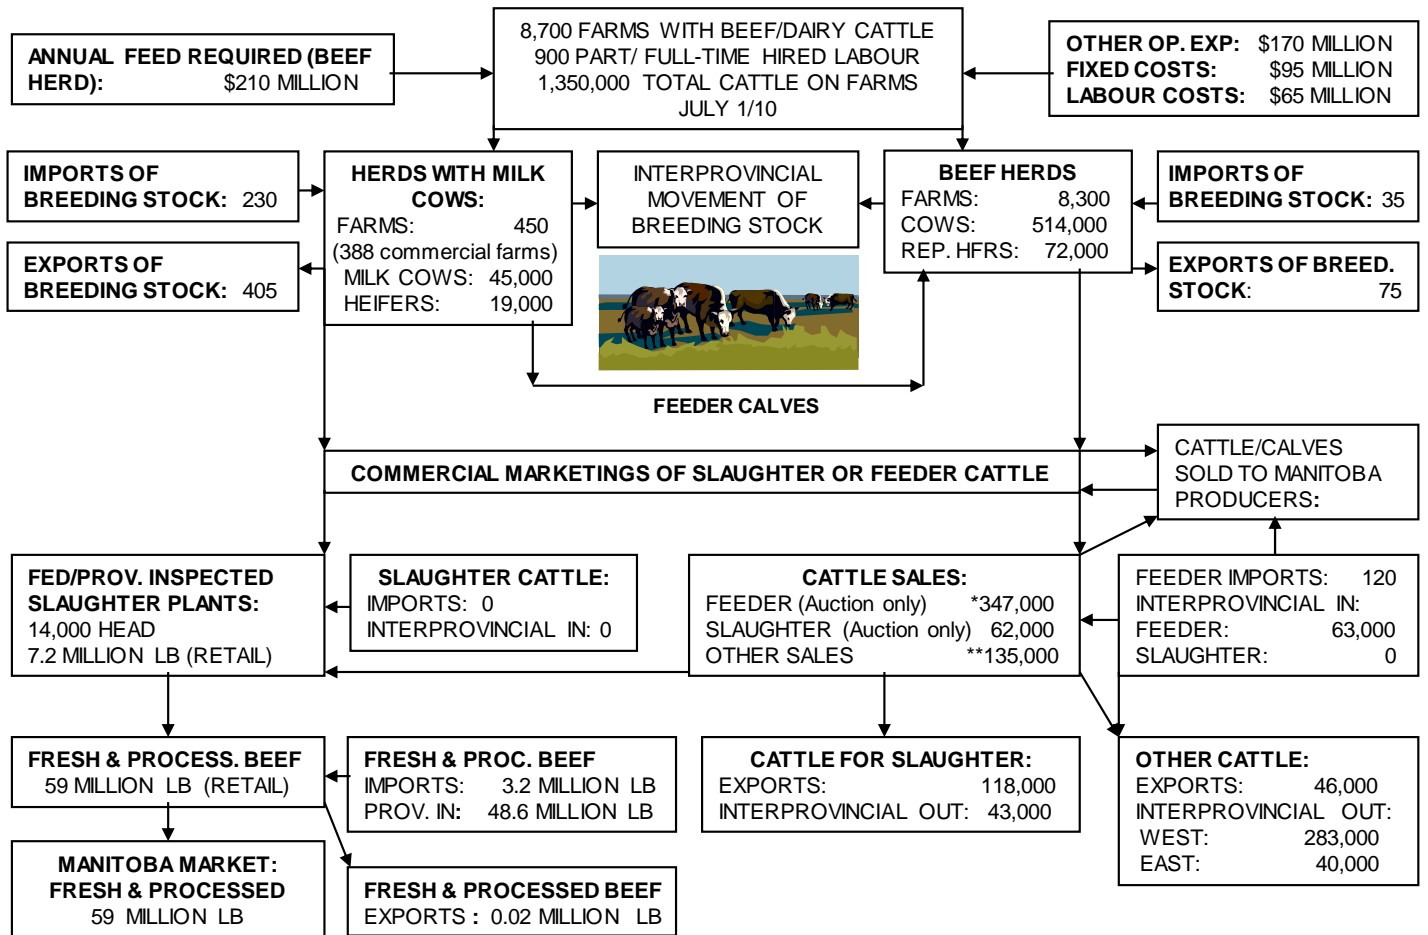 8,700 FARMS WITH BEEF/DAIRY CATTLE
900 PART/ FULL-TIME HIRED LABOUR
1,350,000 TOTAL CATTLE ON FARMS
JULY 1/10
ANNUAL FEED REQUIRED (BEEF
HERD): $210 MILLION
OTHER OP. EXP: $170 MILLION
FIXED COSTS: $95 MILLION
LABOUR COSTS: $65 MILLION
IMPORTS OF
BREEDING STOCK: 230
EXPORTS OF
BREEDING STOCK: 405
HERDS WITH MILK
COWS:
FARMS: 450
(388 commercial farms)
MILK COWS: 45,000
HEIFERS: 19,000
INTERPROVINCIAL
MOVEMENT OF
BREEDING STOCK
BEEF HERDS
FARMS: 8,300
COWS: 514,000
REP. HFRS: 72,000
IMPORTS OF
BREEDING STOCK: 35
EXPORTS OF BREED.
STOCK: 75
FEEDER CALVES
COMMERCIAL MARKETINGS OF SLAUGHTER OR FEEDER CATTLE
CATTLE/CALVES
SOLD TO MANITOBA
PRODUCERS:
FED/PROV. INSPECTED
SLAUGHTER PLANTS:
14,000 HEAD
7.2 MILLION LB (RETAIL)
SLAUGHTER CATTLE:
IMPORTS: 0
INTERPROVINCIAL IN: 0
CATTLE SALES:
FEEDER (Auction only) *347,000
SLAUGHTER (Auction only) 62,000
OTHER SALES **135,000
FEEDER IMPORTS: 120
INTERPROVINCIAL IN:
FEEDER: 63,000
SLAUGHTER: 0
FRESH & PROCESS. BEEF
59 MILLION LB (RETAIL)
FRESH & PROC. BEEF
IMPORTS: 3.2 MILLION LB
PROV. IN: 48.6 MILLION LB
CATTLE FOR SLAUGHTER:
EXPORTS: 118,000
INTERPROVINCIAL OUT: 43,000
OTHER CATTLE:
EXPORTS: 46,000
INTERPROVINCIAL OUT:
WEST: 283,000
EAST: 40,000
MANITOBA MARKET:
FRESH & PROCESSED
59 MILLION LB
FRESH & PROCESSED BEEF
EXPORTS : 0.02 MILLION LB